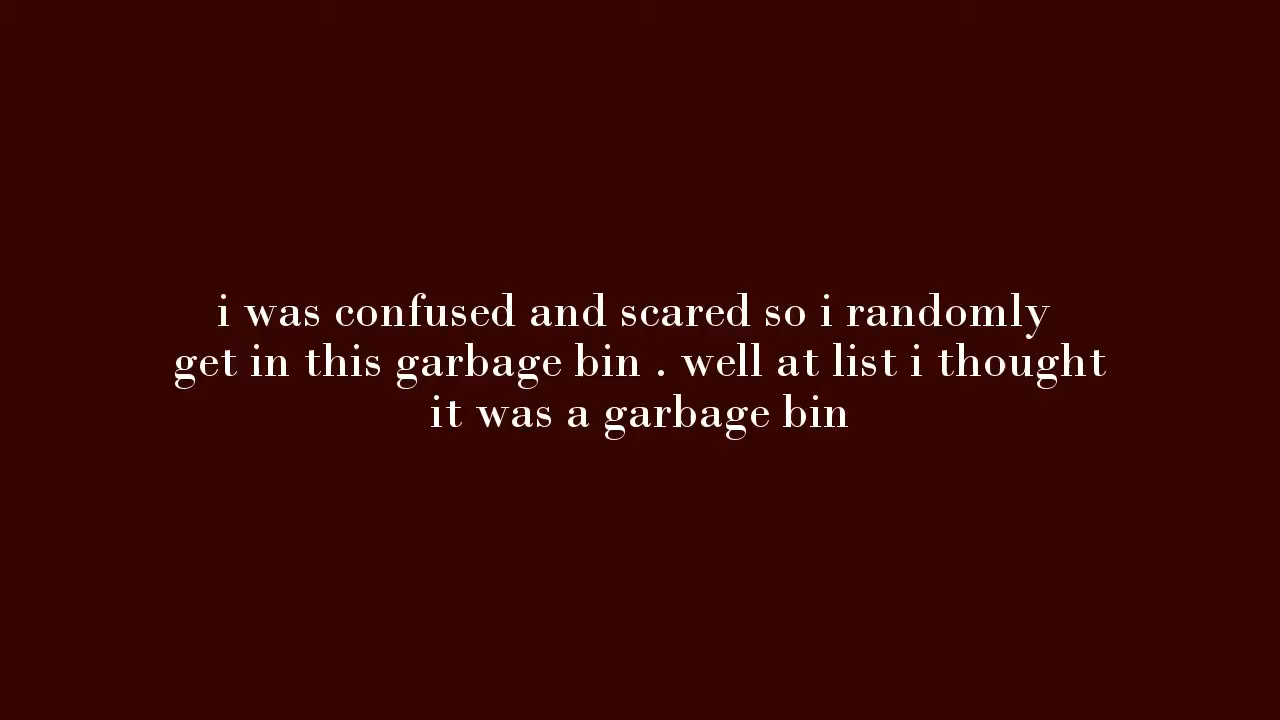 i was confused and scared so i randomly
get in this garbage bin . well at list i thought
it was a garbage bin